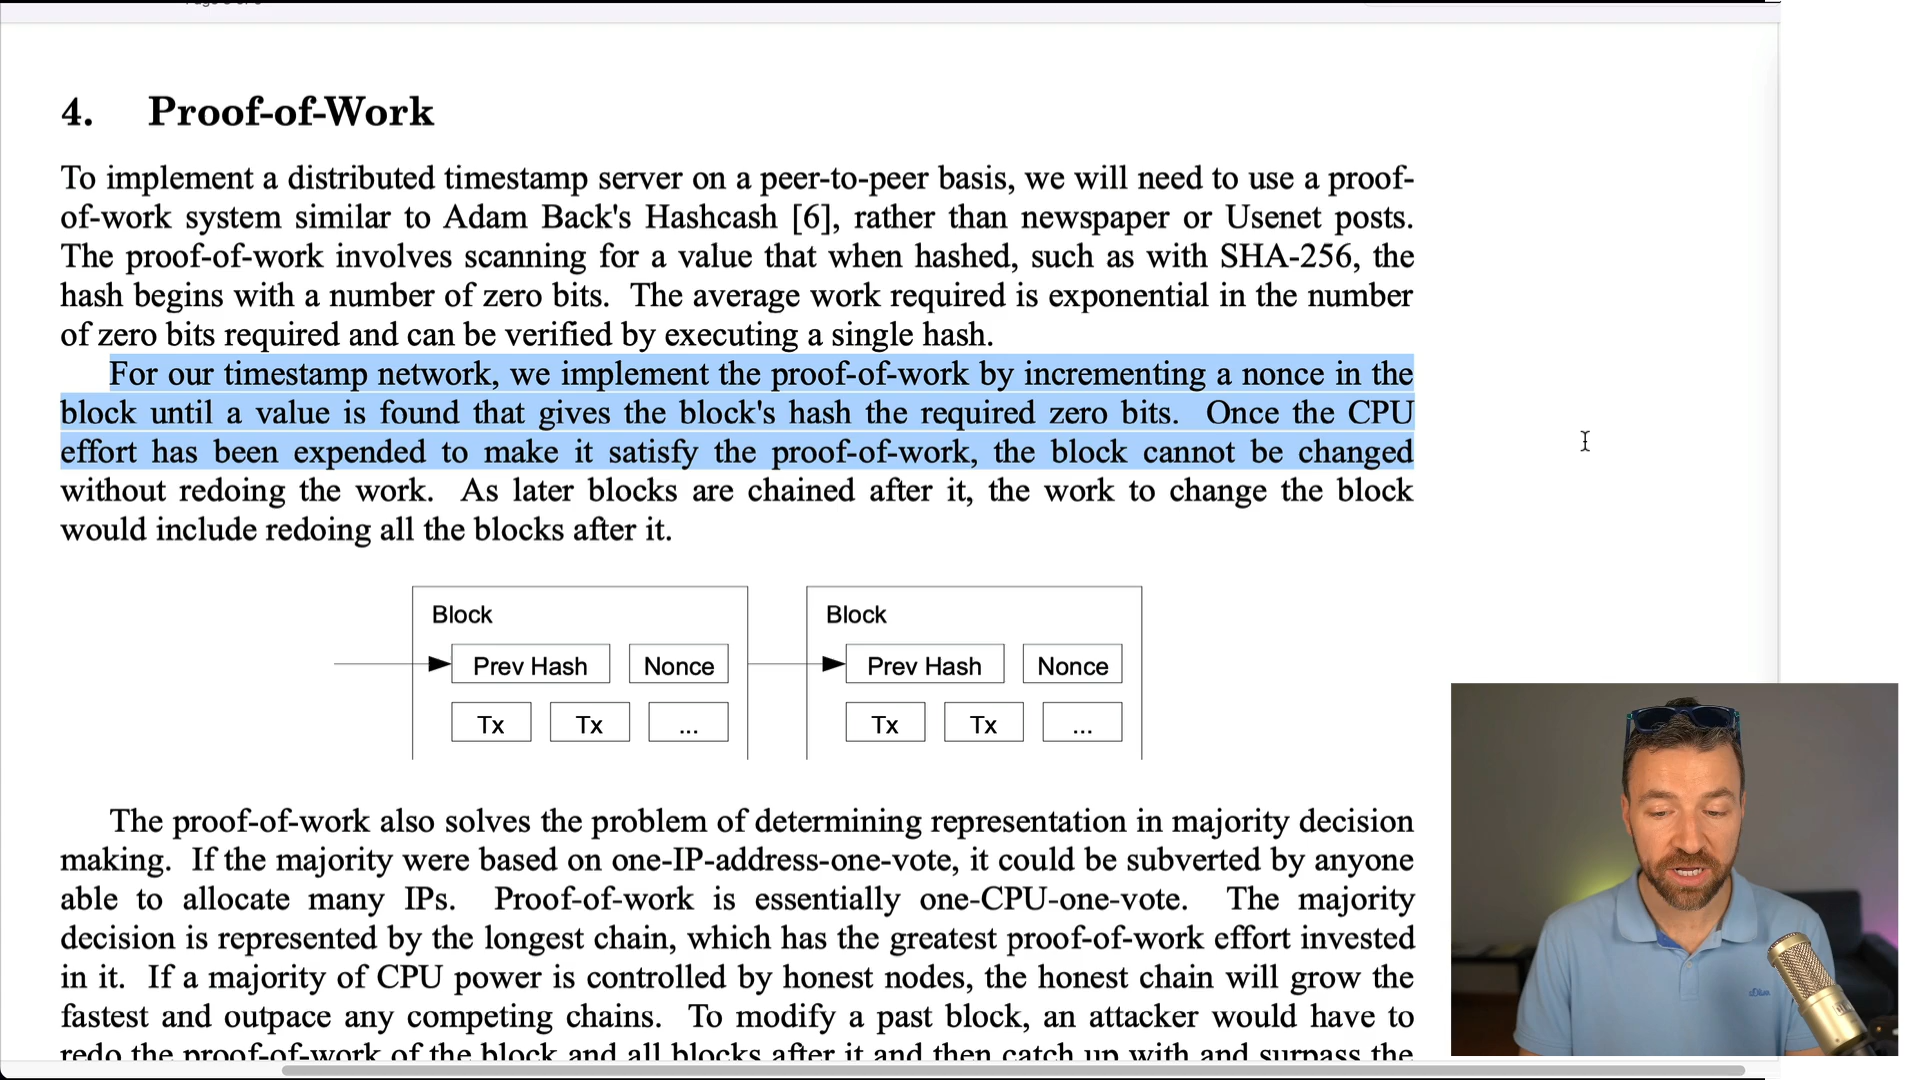 4. Proof-of-Work
To implement a distributed timestamp server on a peer-to-peer basis, we will need to use a proof-
of-work system similar to Adam Back's Hashcash [6], rather than newspaper or Usenet posts.
The proof-of-work involves scanning for a value that when hashed, such as with SHA-256, the
hash begins with a number of zero bits. The average work required is exponential in the number
of zero bits required and can be verified by executing a single hash.
For our timestamp network, we implement the proof-of-work by incrementing a nonce in the
block until a value is found that gives the block's hash the required zero bits. Once the CPU
effort has been expended to make it satisfy the proof-of-work, the block cannot be changed
without redoing the work. As later blocks are chained after it, the work to change the block
would include redoing all the blocks after it.
Block Block
Prev Hash Nonce Prev Hash Nonce
Tx Tx ... Tx Tx ...
The proof-of-work also solves the problem of determining representation in majority decision
making. If the majority were based on one-IP-address-one-vote, it could be subverted by anyone
able to allocate many IPs. Proof-of-work is essentially one-CPU-one-vote. The majority
decision is represented by the longest chain, which has the greatest proof-of-work effort invested
in it. If a majority of CPU power is controlled by honest nodes, the honest chain will grow the
fastest and outpace any competing chains. To modify a past block, an attacker would have to
redo the proof-of-work of the block and all blocks after it and then catch up with and surpass the